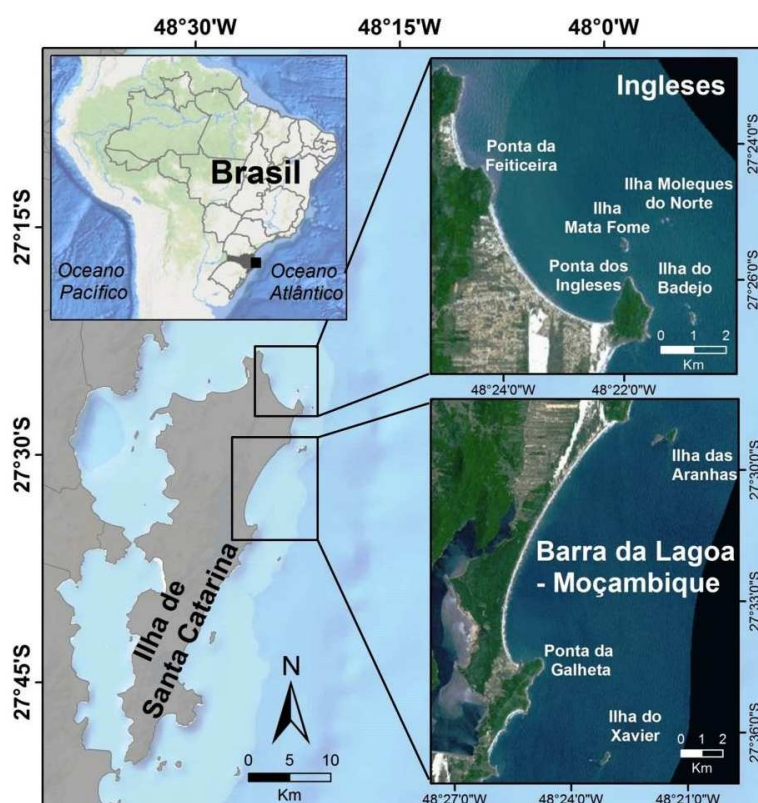 48°30'W
48°15'W
48°0'W
27°15'S
27°30'S
27°45'S
Brasil
Oceano
Pacífico
Oceano
Atlântico
Ingleses
Ponta da
Feiticeira
Ilha Moleques
do Norte
Ilha
Mata Fome
Ponta dos
Ingleses
Ilha do
Badejo
0 1 2
Km
27°24'0"S
27°26'0"S
48°24'0"W
48°22'0"W
Ilha das
Aranhas
Barra da Lagoa
- Moçambique
Ponta da
Galheta
Ilha do
Xavier
0 1 2
Km
27°30'0"S
27°33'0"S
27°36'0"S
48°27'0"W
48°24'0"W
48°21'0"W
Ilha de
Santa Catarina
N
0 5 10
Km